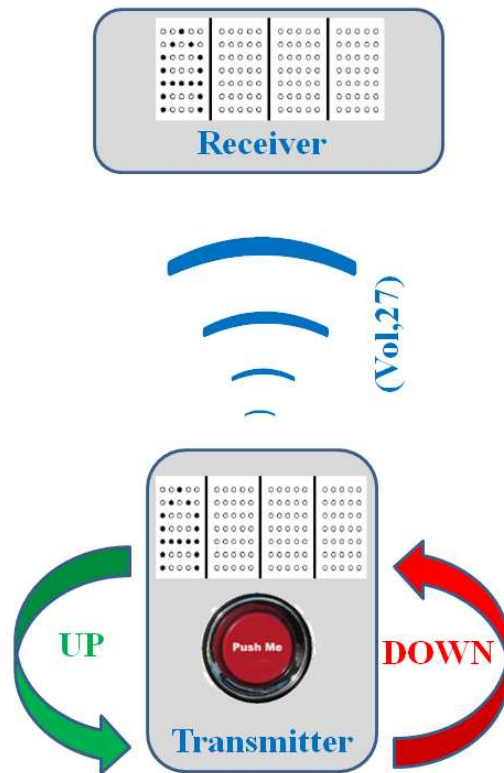 Receiver
(Vol,27)
Push Me
UP
DOWN
Transmitter